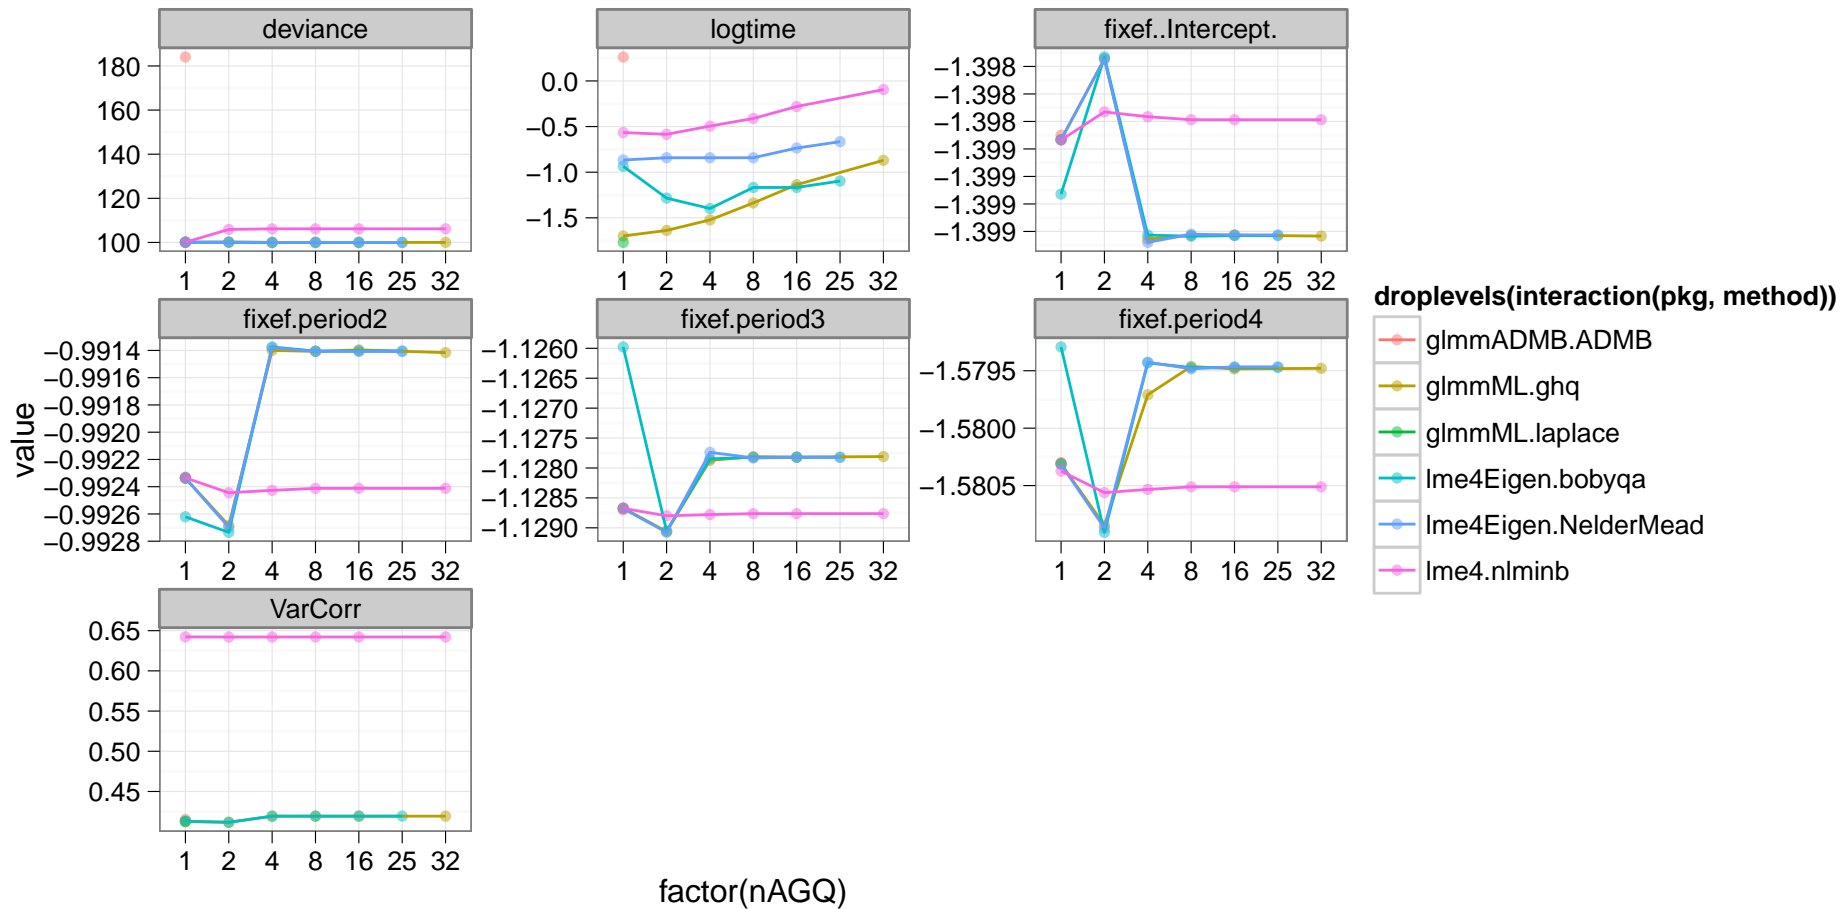 deviance
logtime
fixef..Intercept.
180
160
140
120
100
0.0
−0.5
−1.0
−1.5
−1.398
−1.398
−1.398
−1.399
−1.399
−1.399
−1.399
1 2 4 8 16 25 32
1 2 4 8 16 25 32
1 2 4 8 16 25 32
fixef.period2
fixef.period3
fixef.period4
−0.9914
−0.9916
−0.9918
−0.9920
−0.9922
−0.9924
−0.9926
−0.9928
−1.1260
−1.1265
−1.1270
−1.1275
−1.1280
−1.1285
−1.1290
−1.5795
−1.5800
−1.5805
1 2 4 8 16 25 32
1 2 4 8 16 25 32
1 2 4 8 16 25 32
VarCorr
0.65
0.60
0.55
0.50
0.45
1 2 4 8 16 25 32
value
factor(nAGQ)
droplevels(interaction(pkg, method))
glmmADMB.ADMB
glmmML.ghq
glmmML.laplace
lme4Eigen.bobyqa
lme4Eigen.NelderMead
lme4.nlminb